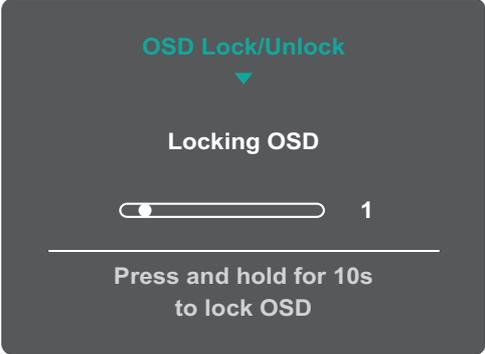 OSD Lock/Unlock
Locking OSD
1
Press and hold for 10s
to lock OSD